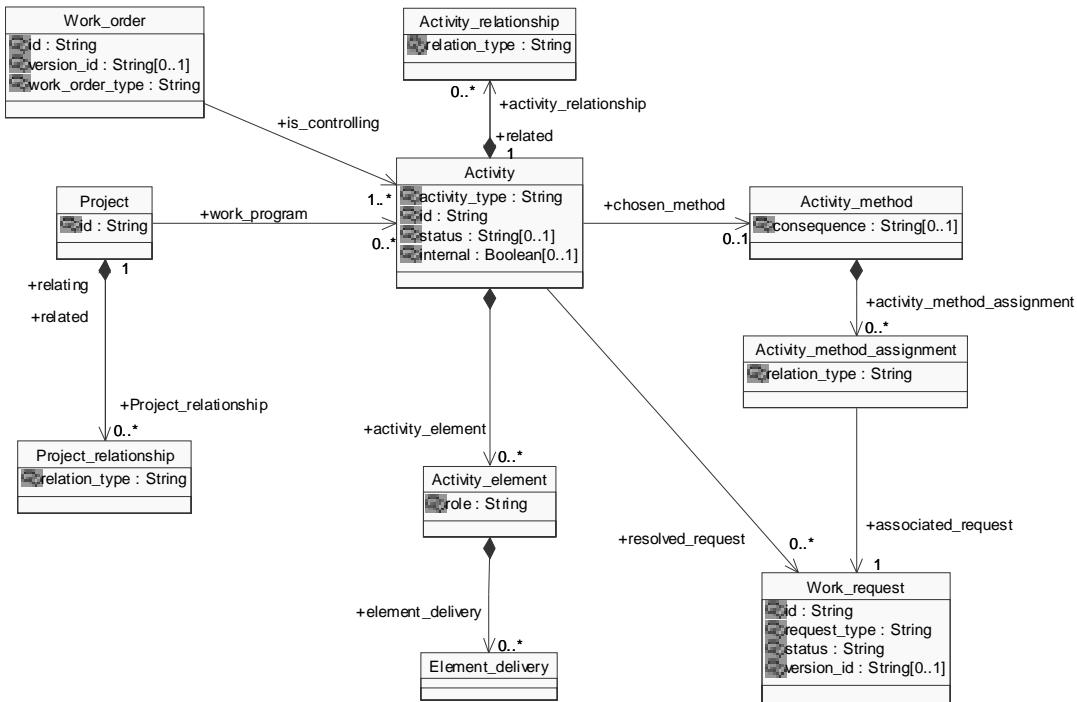 Work_order
id : String
version_id : String[0..1]
work_order_type : String
Activity_relationship
relation_type : String
0..*
+activity_relationship
+is_controlling
+related
1
Project
id : String
+work_program
1..*
0..*
Activity
activity_type : String
id : String
status : String[0..1]
internal : Boolean[0..1]
+chosen_method
0..1
Activity_method
consequence : String[0..1]
1
+relating
+related
+activity_method_assignment
0..*
Activity_method_assignment
relation_type : String
+Project_relationship
0..*
Project_relationship
relation_type : String
+activity_element
0..*
Activity_element
role : String
+resolved_request
0..*
+associated_request
1
Work_request
id : String
request_type : String
status : String
version_id : String[0..1]
+element_delivery
0..*
Element_delivery